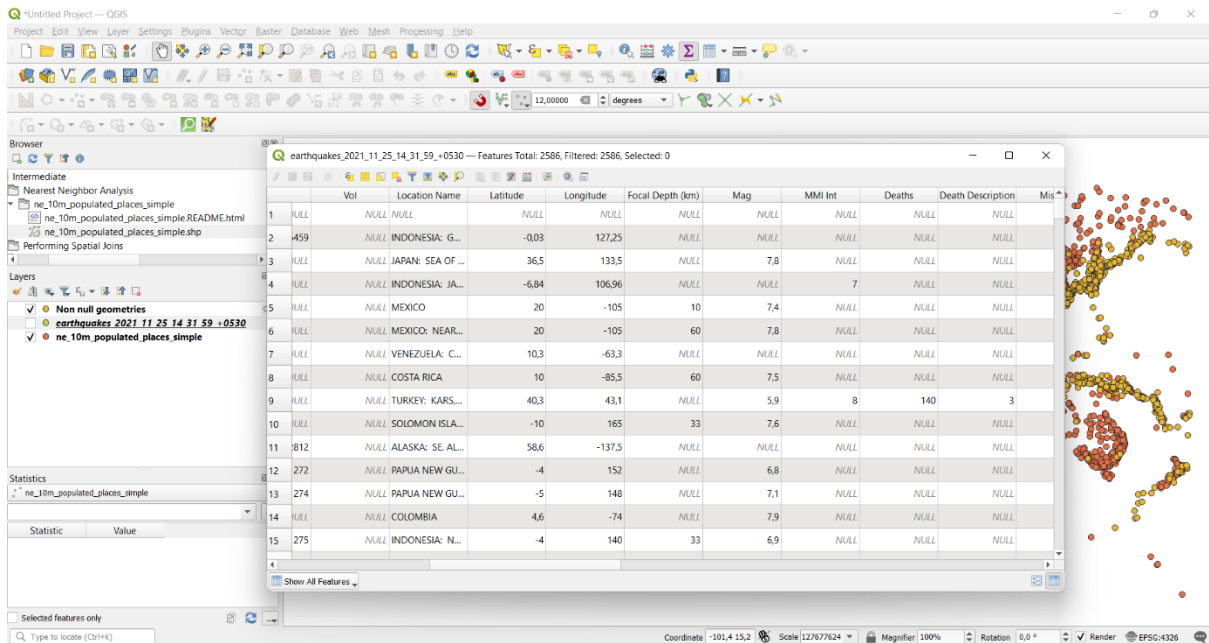 *Untitled Project — QGIS
Project Edit View Layer Settings Plugins Vector Raster Database Web Mesh Processing Help
12,00000 degrees
Browser
Intermediate
Nearest Neighbor Analysis
ne_10m_populated_places_simple
ne_10m_populated_places_simple.README.html
ne_10m_populated_places_simple.shp
Performing Spatial Joins
Layers
Non null geometries
earthquakes_2021_11_25_14_31_59_+0530
ne_10m_populated_places_simple
Statistics
ne_10m_populated_places_simple
Statistic Value
Selected features only
earthquakes_2021_11_25_14_31_59_+0530 — Features Total: 2586, Filtered: 2586, Selected: 0
Vol Location Name Latitude Longitude Focal Depth (km) Mag MMI Int Deaths Death Description Mis
1 NULL NULL NULL NULL NULL NULL NULL NULL NULL NULL
2 459 NULL INDONESIA: G... -0,03 127,25 NULL NULL NULL NULL NULL
3 NULL NULL JAPAN: SEA OF ... 36,5 133,5 NULL 7,8 NULL NULL NULL
4 NULL NULL INDONESIA: JA... -6,84 106,96 NULL NULL 7 NULL NULL
5 NULL NULL MEXICO 20 -105 10 7,4 NULL NULL NULL
6 NULL NULL MEXICO: NEAR... 20 -105 60 7,8 NULL NULL NULL
7 NULL NULL VENEZUELA: C... 10,3 -63,3 NULL NULL NULL NULL NULL
8 NULL NULL COSTA RICA 10 -85,5 60 7,5 NULL NULL NULL
9 NULL NULL TURKEY: KARS,... 40,3 43,1 NULL 5,9 8 140 3
10 NULL NULL SOLOMON ISLA... -10 165 33 7,6 NULL NULL NULL
11 2812 NULL ALASKA: SE. AL... 58,6 -137,5 NULL NULL NULL NULL NULL
12 272 NULL PAPUA NEW GU... -4 152 NULL 6,8 NULL NULL NULL
13 274 NULL PAPUA NEW GU... -5 148 NULL 7,1 NULL NULL NULL
14 NULL NULL COLOMBIA 4,6 -74 NULL 7,9 NULL NULL NULL
15 275 NULL INDONESIA: N... -4 140 33 6,9 NULL NULL NULL
Show All Features
Type to locate (Ctrl+K) Coordinate -101,4 15,2 Scale 127677624 Magnifier 100% Rotation 0,0 ° Render EPSG:4326